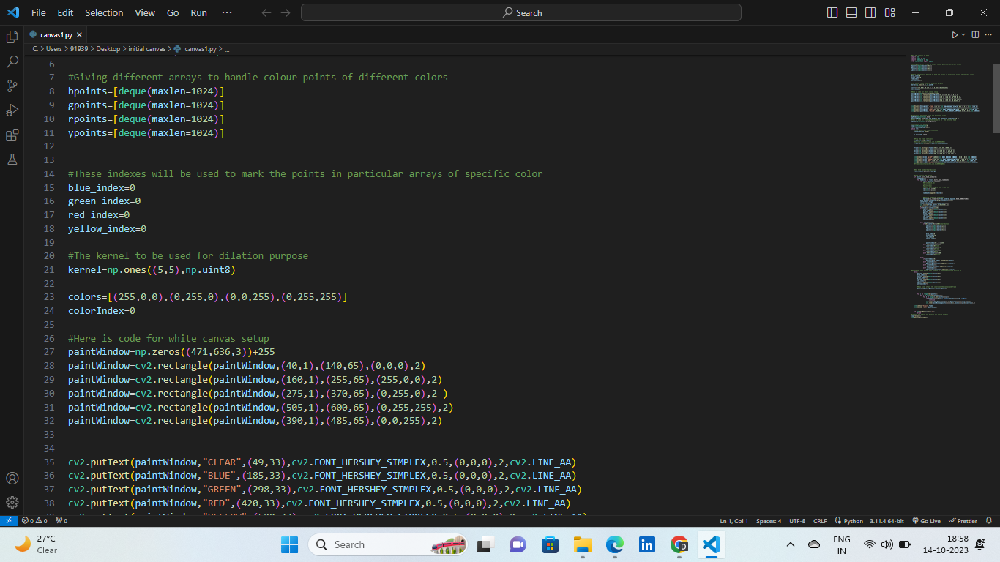 File Edit Selection View Go Run ··· Search
canvas1.py
C: > Users > 91939 > Desktop > initial canvas > canvas1.py > ...
6
7 #Giving different arrays to handle colour points of different colors
8 bpoints=[deque(maxlen=1024)]
9 gpoints=[deque(maxlen=1024)]
10 rpoints=[deque(maxlen=1024)]
11 ypoints=[deque(maxlen=1024)]
12
13
14 #These indexes will be used to mark the points in particular arrays of specific color
15 blue_index=0
16 green_index=0
17 red_index=0
18 yellow_index=0
19
20 #The kernel to be used for dilation purpose
21 kernel=np.ones((5,5),np.uint8)
22
23 colors=[(255,0,0),(0,255,0),(0,0,255),(0,255,255)]
24 colorIndex=0
25
26 #Here is code for white canvas setup
27 paintWindow=np.zeros((471,636,3))+255
28 paintWindow=cv2.rectangle(paintWindow,(40,1),(140,65),(0,0,0),2)
29 paintWindow=cv2.rectangle(paintWindow,(160,1),(255,65),(255,0,0),2)
30 paintWindow=cv2.rectangle(paintWindow,(275,1),(370,65),(0,255,0),2 )
31 paintWindow=cv2.rectangle(paintWindow,(505,1),(600,65),(0,255,255),2)
32 paintWindow=cv2.rectangle(paintWindow,(390,1),(485,65),(0,0,255),2)
33
34
35 cv2.putText(paintWindow,"CLEAR",(49,33),cv2.FONT_HERSHEY_SIMPLEX,0.5,(0,0,0),2,cv2.LINE_AA)
36 cv2.putText(paintWindow,"BLUE",(185,33),cv2.FONT_HERSHEY_SIMPLEX,0.5,(0,0,0),2,cv2.LINE_AA)
37 cv2.putText(paintWindow,"GREEN",(298,33),cv2.FONT_HERSHEY_SIMPLEX,0.5,(0,0,0),2,cv2.LINE_AA)
38 cv2.putText(paintWindow,"RED",(420,33),cv2.FONT_HERSHEY_SIMPLEX,0.5,(0,0,0),2,cv2.LINE_AA)
0 0 0 Ln 1, Col 1 Spaces: 4 UTF-8 CRLF Python 3.11.4 64-bit Go Live Prettier
27°C
Clear
Search
ENG
IN
18:58
14-10-2023